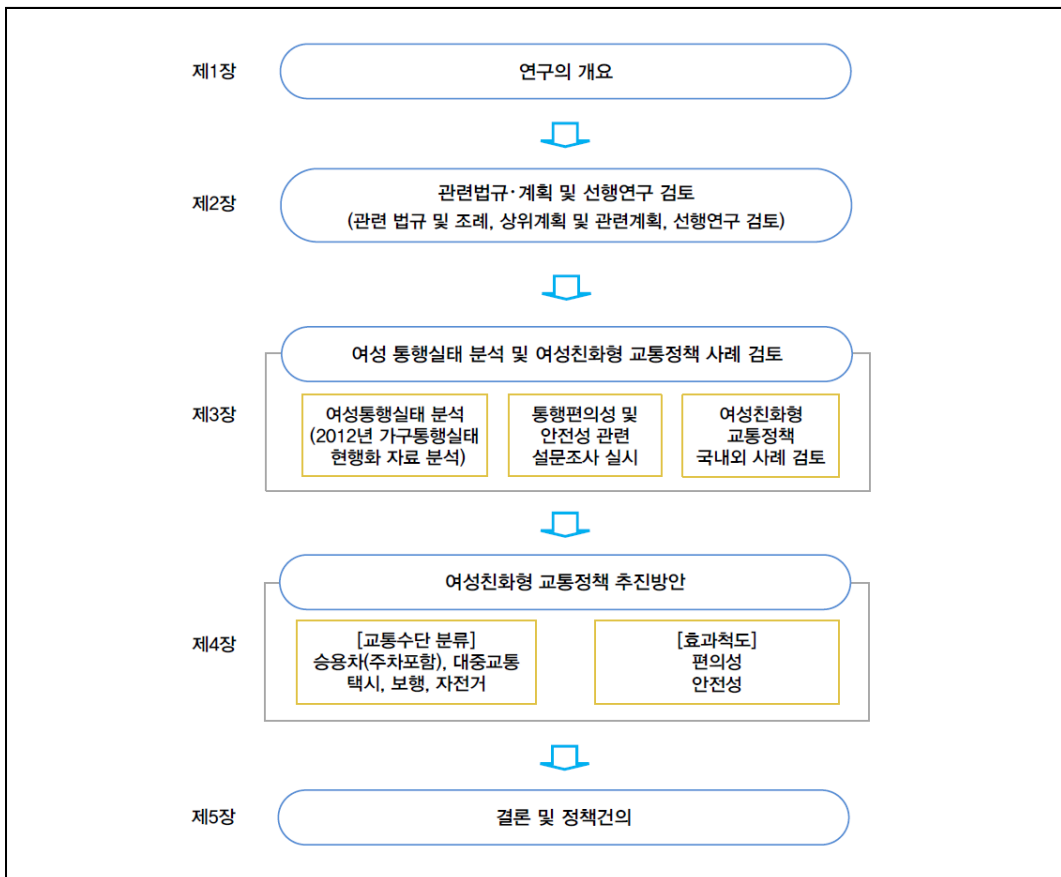 제1장
연구의 개요
제2장
관련법규·계획 및 선행연구 검토
(관련 법규 및 조례, 상위계획 및 관련계획, 선행연구 검토)
여성 통행실태 분석 및 여성친화형 교통정책 사례 검토
제3장
여성통행실태 분석
(2012년 가구통행실태
현행화 자료 분석)
통행편의성 및
안전성 관련
설문조사 실시
여성친화형
교통정책
국내외 사례 검토
여성친화형 교통정책 추진방안
제4장
[교통수단 분류]
승용차(주차포함), 대중교통
택시, 보행, 자전거
[효과척도]
편의성
안전성
제5장
결론 및 정책건의